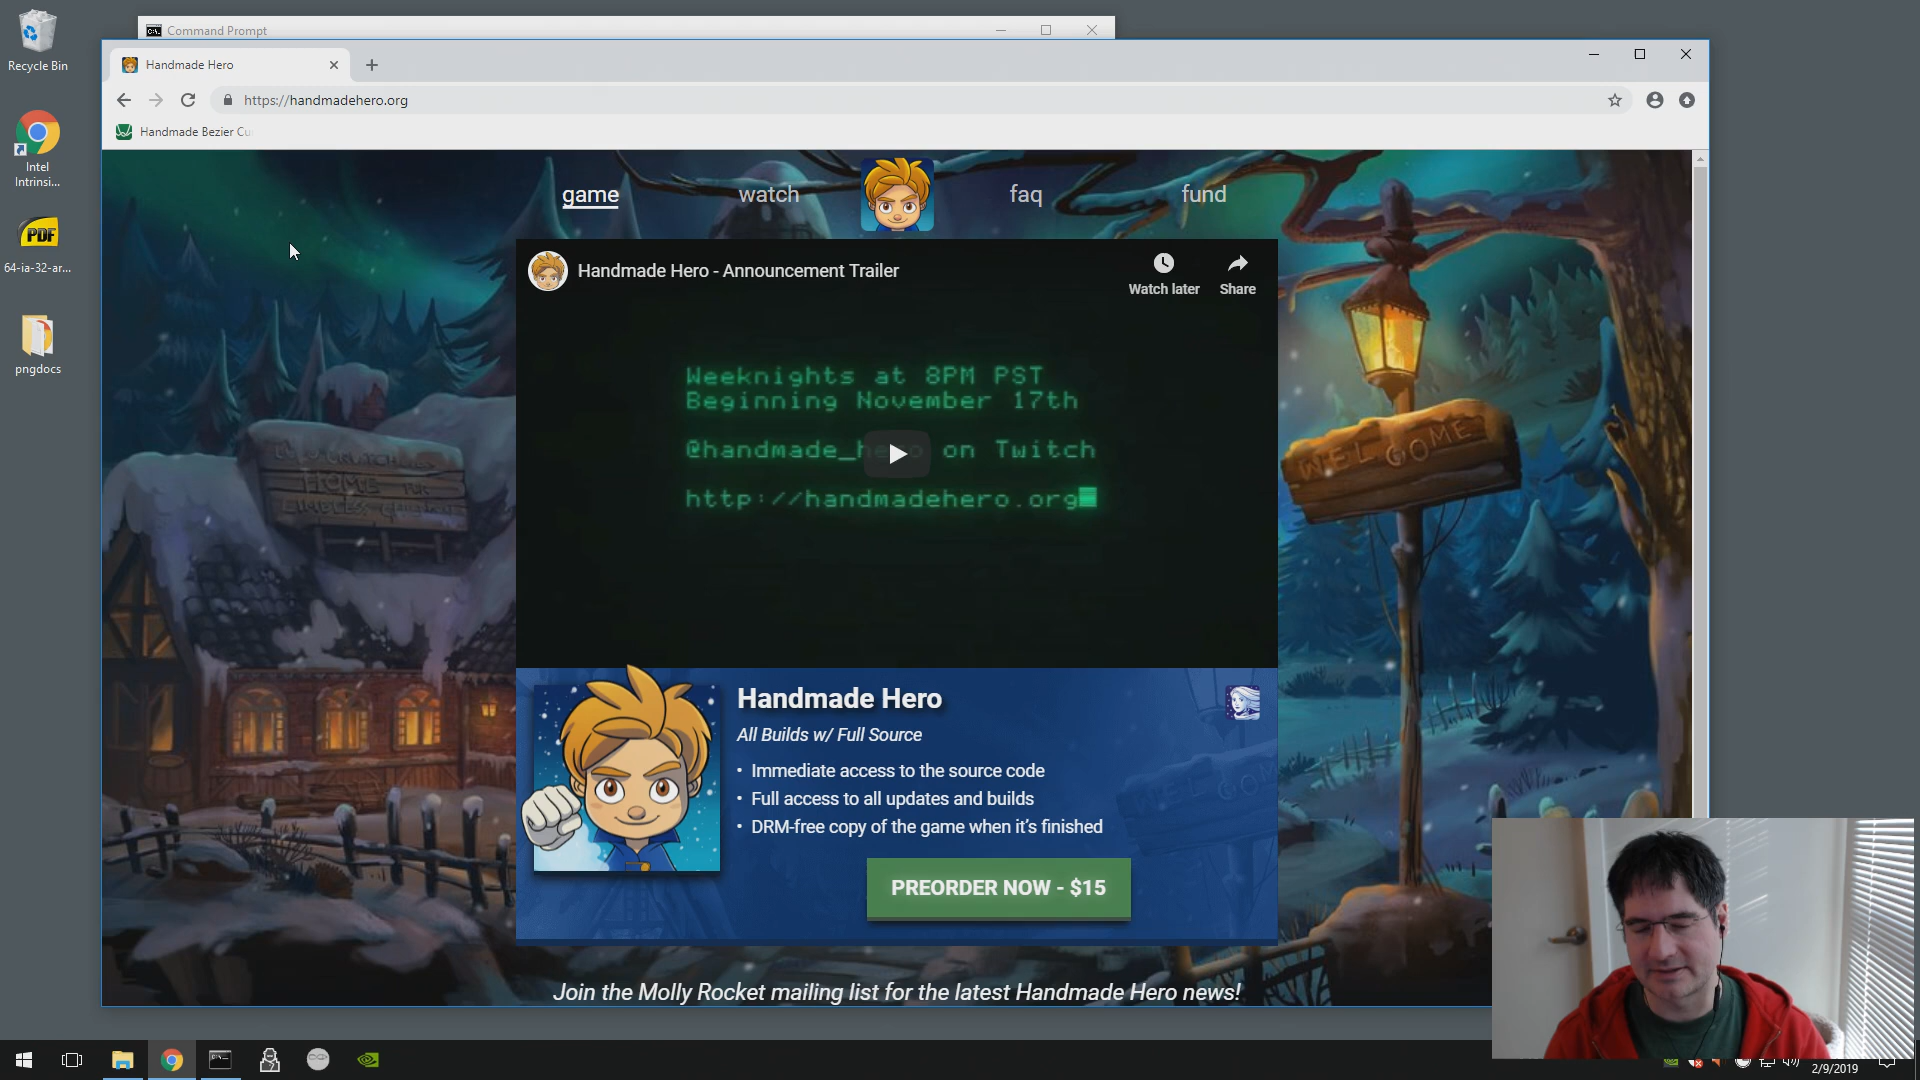 Recycle Bin
Command Prompt
Handmade Hero
https://handmadehero.org
Handmade Bezier Cu
Intel
Intrinsi...
64-ia-32-ar...
pngdocs
PDF
game
watch
faq
fund
Handmade Hero - Announcement Trailer
Watch later
Share
Weeknights at 8PM PST
Beginning November 17th
@handmade_hero on Twitch
http://handmadehero.org
WELCOME
HOME FOR
Handmade Hero
All Builds w/ Full Source
• Immediate access to the source code
• Full access to all updates and builds
• DRM-free copy of the game when it's finished
PREORDER NOW - $15
Join the Molly Rocket mailing list for the latest Handmade Hero news!
2/9/2019